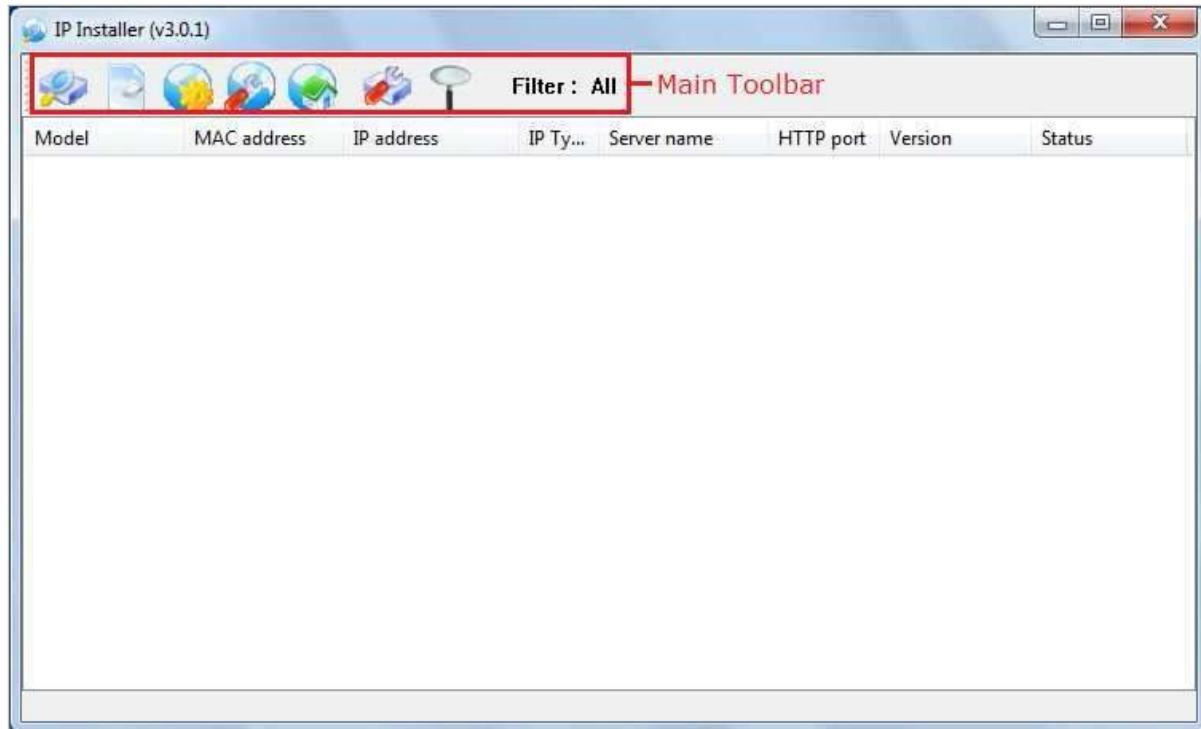 IP Installer (v3.0.1)
Filter : All
Main Toolbar
Model MAC address IP address IP Ty... Server name HTTP port Version Status